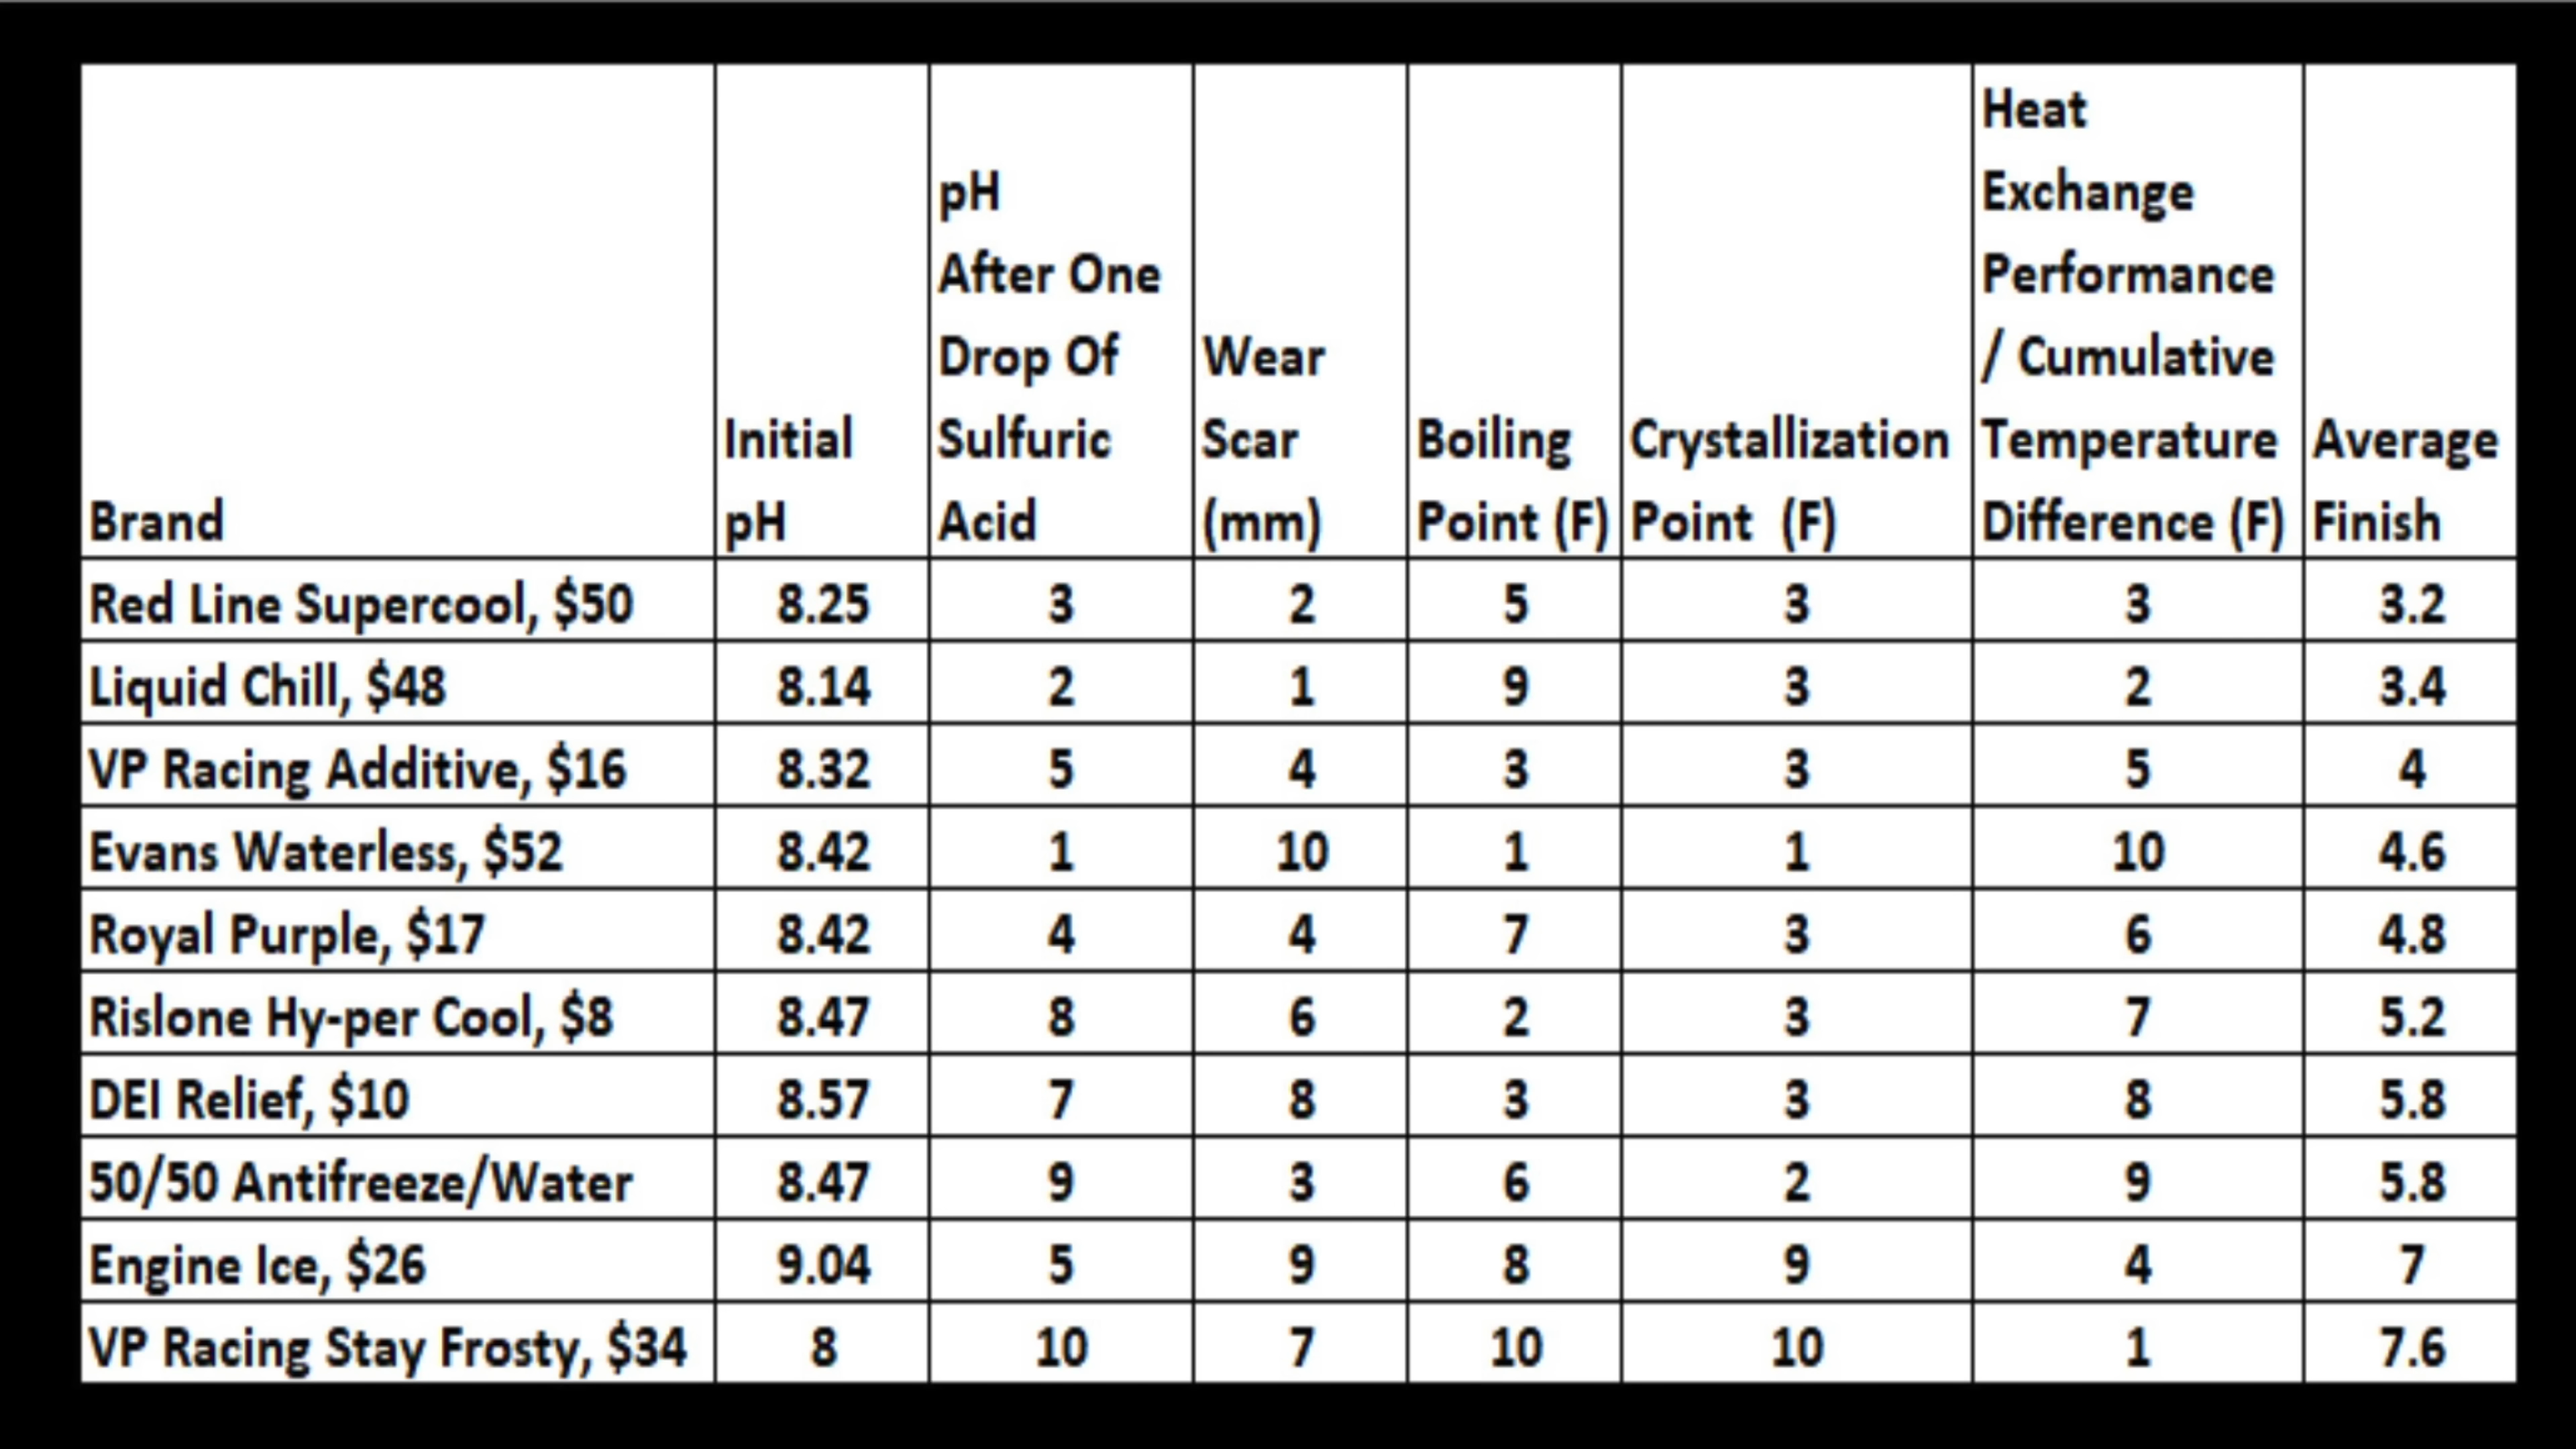 Brand | Initial pH | pH After One Drop Of Sulfuric Acid | Wear Scar (mm) | Boiling Point (F) | Crystallization Point (F) | Heat Exchange Performance / Cumulative Temperature Difference (F) | Average Finish
Red Line Supercool, $50 | 8.25 | 3 | 2 | 5 | 3 | 3 | 3.2
Liquid Chill, $48 | 8.14 | 2 | 1 | 9 | 3 | 2 | 3.4
VP Racing Additive, $16 | 8.32 | 5 | 4 | 3 | 3 | 5 | 4
Evans Waterless, $52 | 8.42 | 1 | 10 | 1 | 1 | 10 | 4.6
Royal Purple, $17 | 8.42 | 4 | 4 | 7 | 3 | 6 | 4.8
Rislone Hy-per Cool, $8 | 8.47 | 8 | 6 | 2 | 3 | 7 | 5.2
DEI Relief, $10 | 8.57 | 7 | 8 | 3 | 3 | 8 | 5.8
50/50 Antifreeze/Water | 8.47 | 9 | 3 | 6 | 2 | 9 | 5.8
Engine Ice, $26 | 9.04 | 5 | 9 | 8 | 9 | 4 | 7
VP Racing Stay Frosty, $34 | 8 | 10 | 7 | 10 | 10 | 1 | 7.6